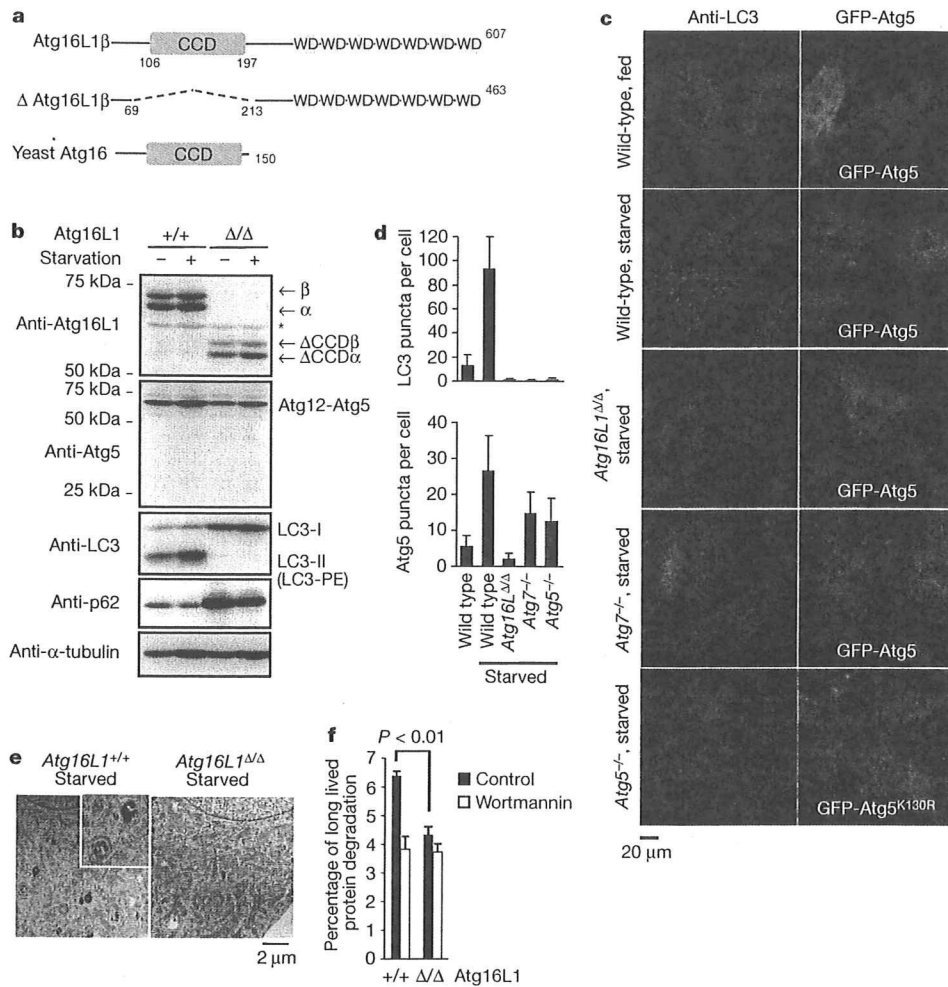 a
Atg16L1β CCD WD·WD·WD·WD·WD·WD·WD 607
106 197
Δ Atg16L1β WD·WD·WD·WD·WD·WD·WD 463
69 213
Yeast Atg16 CCD 150
b
Atg16L1 +/+ Δ/Δ
Starvation − + − +
75 kDa
← β
← α
Anti-Atg16L1 *
← ΔCCDβ
← ΔCCDα
50 kDa
75 kDa
Atg12-Atg5
50 kDa
Anti-Atg5
25 kDa
LC3-I
Anti-LC3
LC3-II
(LC3-PE)
Anti-p62
Anti-α-tubulin
d
LC3 puncta per cell
120
100
80
60
40
20
0
Atg5 puncta per cell
40
30
20
10
0
Wild type
Wild type
Atg16LΔ/Δ
Atg7−/−
Atg5−/−
Starved
c
Anti-LC3 GFP-Atg5
Wild-type, fed
GFP-Atg5
Wild-type, starved
GFP-Atg5
Atg16L1Δ/Δ,
starved
GFP-Atg5
Atg7−/−, starved
GFP-Atg5
Atg5−/−, starved
GFP-Atg5K130R
20 μm
e
Atg16L1+/+ Atg16L1Δ/Δ
Starved Starved
2 μm
f
P < 0.01
Percentage of long lived
protein degradation
7
6
5
4
3
2
1
0
Control
Wortmannin
+/+ Δ/Δ Atg16L1